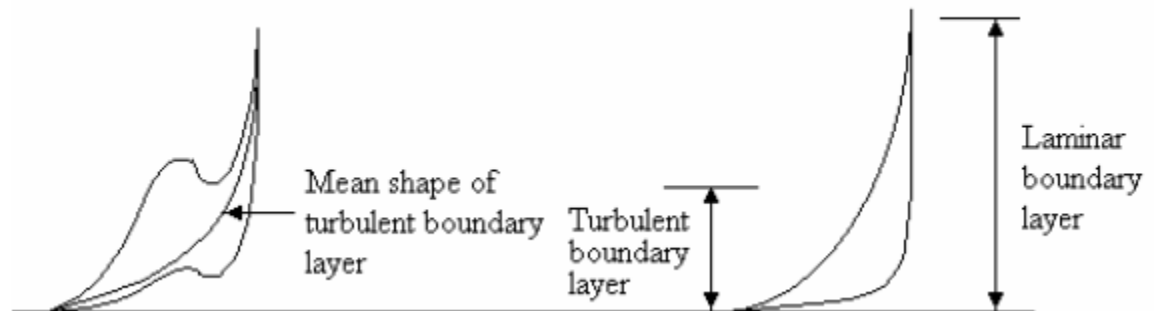 Mean shape of
turbulent boundary
layer
Turbulent
boundary
layer
Laminar
boundary
layer